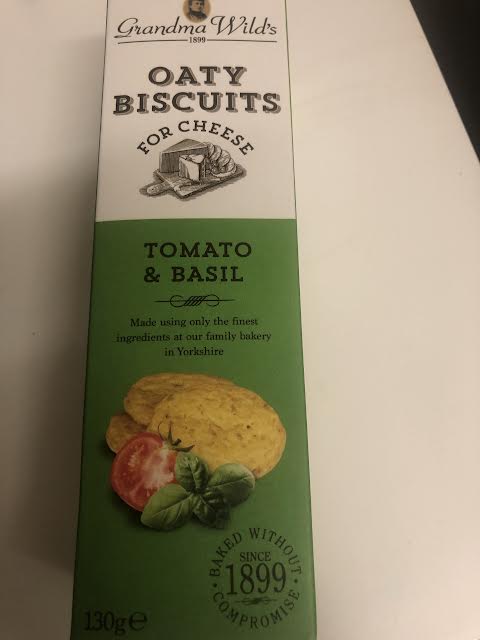 Grandma Wild's
1899
OATY
BISCUITS
FOR CHEESE
TOMATO
& BASIL
Made using only the finest
ingredients at our family bakery
in Yorkshire
BAKED WITHOUT
SINCE
1899
COMPROMISE
130g℮